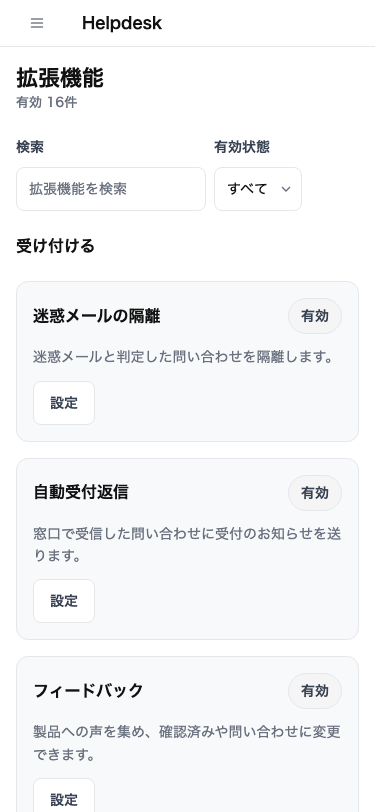 Helpdesk
拡張機能
有効 16件
検索
有効状態
拡張機能を検索
すべて
受け付ける
迷惑メールの隔離
有効
迷惑メールと判定した問い合わせを隔離します。
設定
自動受付返信
有効
窓口で受信した問い合わせに受付のお知らせを送
ります。
設定
フィードバック
有効
製品への声を集め、確認済みや問い合わせに変更
できます。
設定